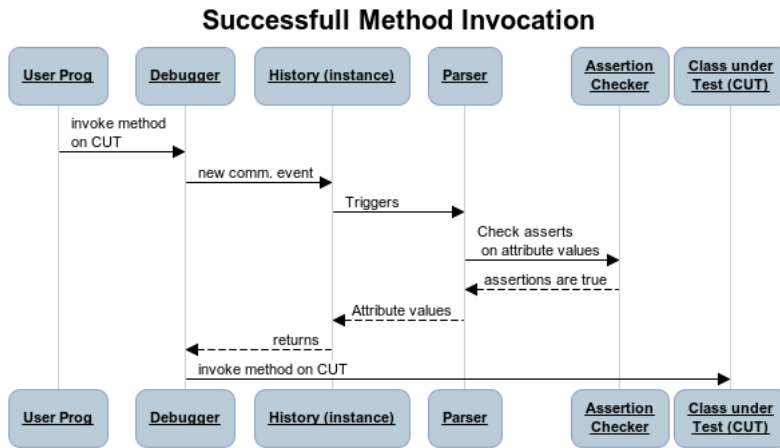 Successfull Method Invocation
User Prog
Debugger
History (instance)
Parser
Assertion
Checker
Class under
Test (CUT)
invoke method
on CUT
new comm. event
Triggers
Check asserts
on attribute values
assertions are true
Attribute values
returns
invoke method on CUT
User Prog
Debugger
History (instance)
Parser
Assertion
Checker
Class under
Test (CUT)